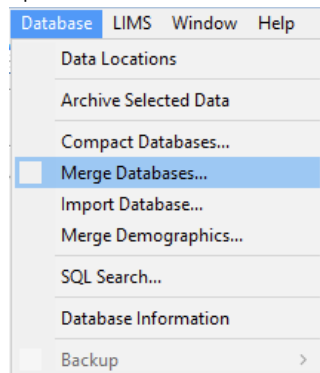 Database LIMS Window Help
Data Locations
Archive Selected Data
Compact Databases...
Merge Databases...
Import Database...
Merge Demographics...
SQL Search...
Database Information
Backup >